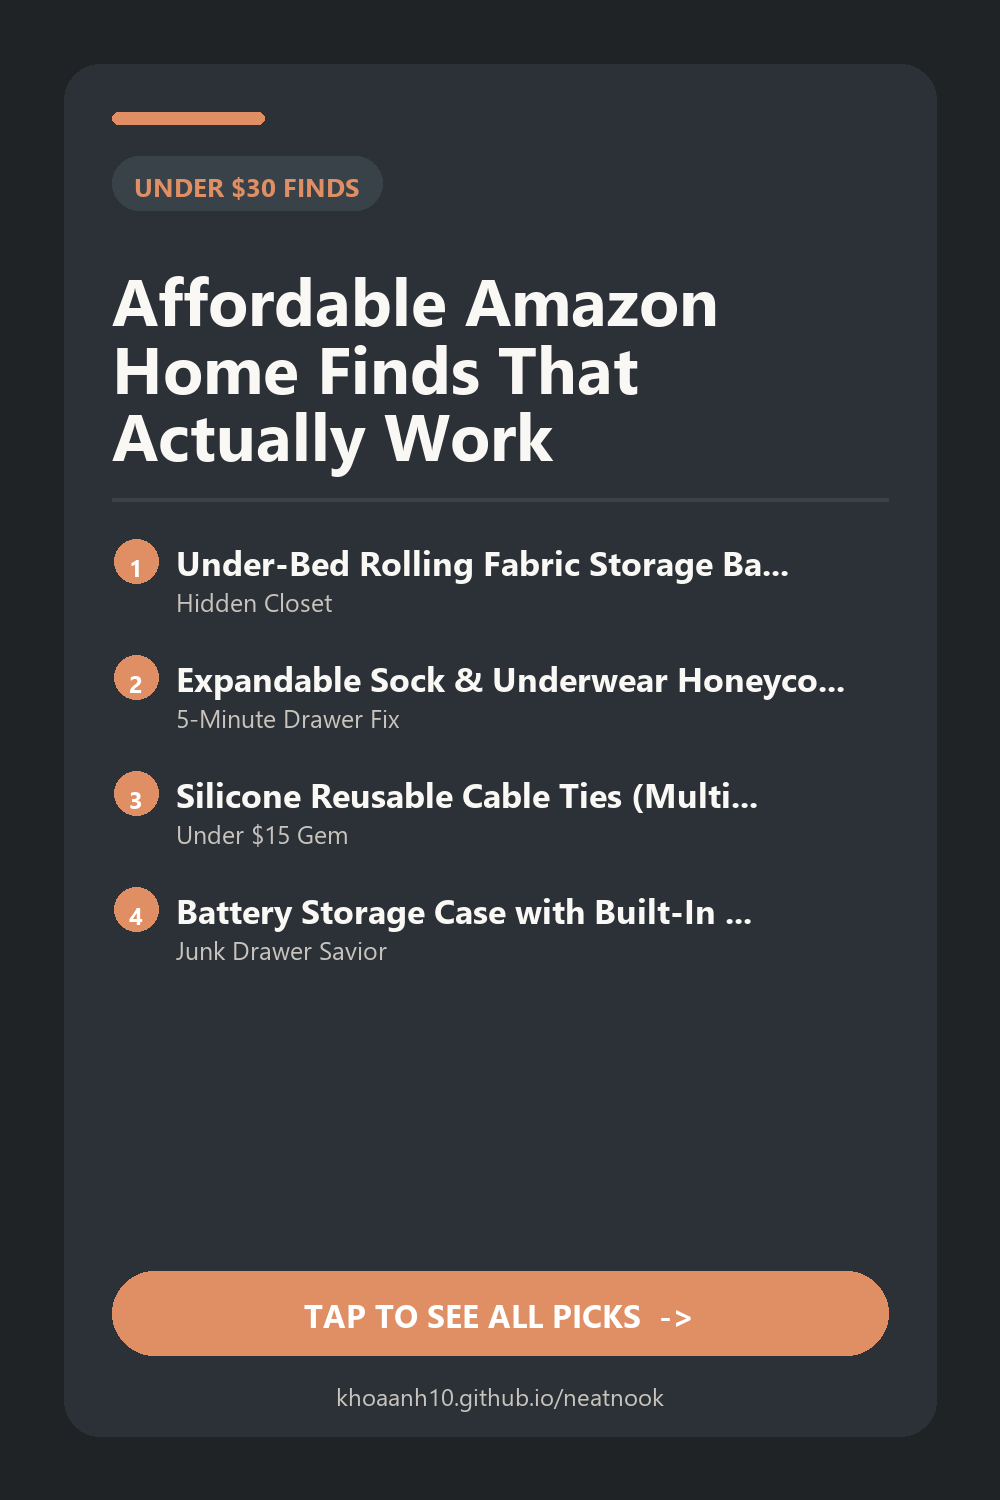 UNDER $30 FINDS
Affordable Amazon
Home Finds That
Actually Work
1 Under-Bed Rolling Fabric Storage Ba...
Hidden Closet
2 Expandable Sock & Underwear Honeyco...
5-Minute Drawer Fix
3 Silicone Reusable Cable Ties (Multi...
Under $15 Gem
4 Battery Storage Case with Built-In ...
Junk Drawer Savior
TAP TO SEE ALL PICKS ->
khoaanh10.github.io/neatnook